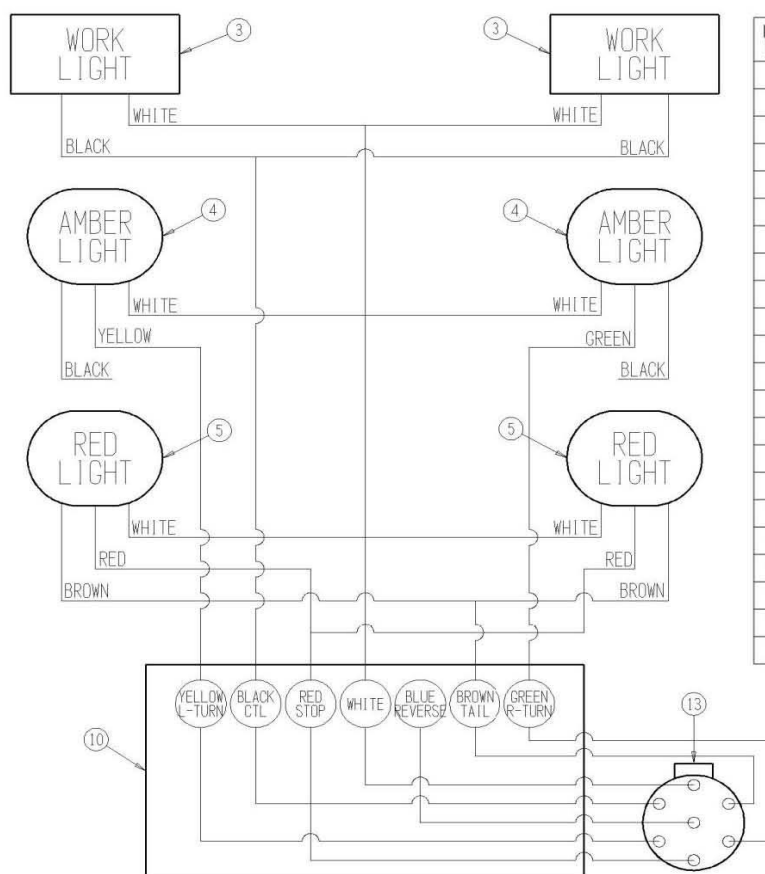 WORK
LIGHT
3
3
WORK
LIGHT
WHITE
WHITE
BLACK
BLACK
AMBER
LIGHT
4
4
AMBER
LIGHT
WHITE
WHITE
YELLOW
GREEN
BLACK
BLACK
RED
LIGHT
5
5
RED
LIGHT
WHITE
WHITE
RED
RED
BROWN
BROWN
YELLOW
L-TURN
BLACK
CTL
RED
STOP
WHITE
BLUE
REVERSE
BROWN
TAIL
GREEN
R-TURN
10
13